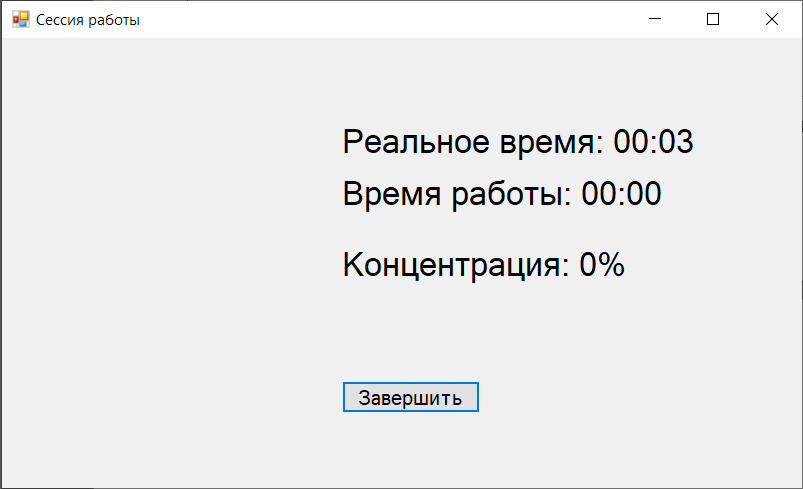 Сессия работы
Реальное время: 00:03
Время работы: 00:00
Концентрация: 0%
Завершить